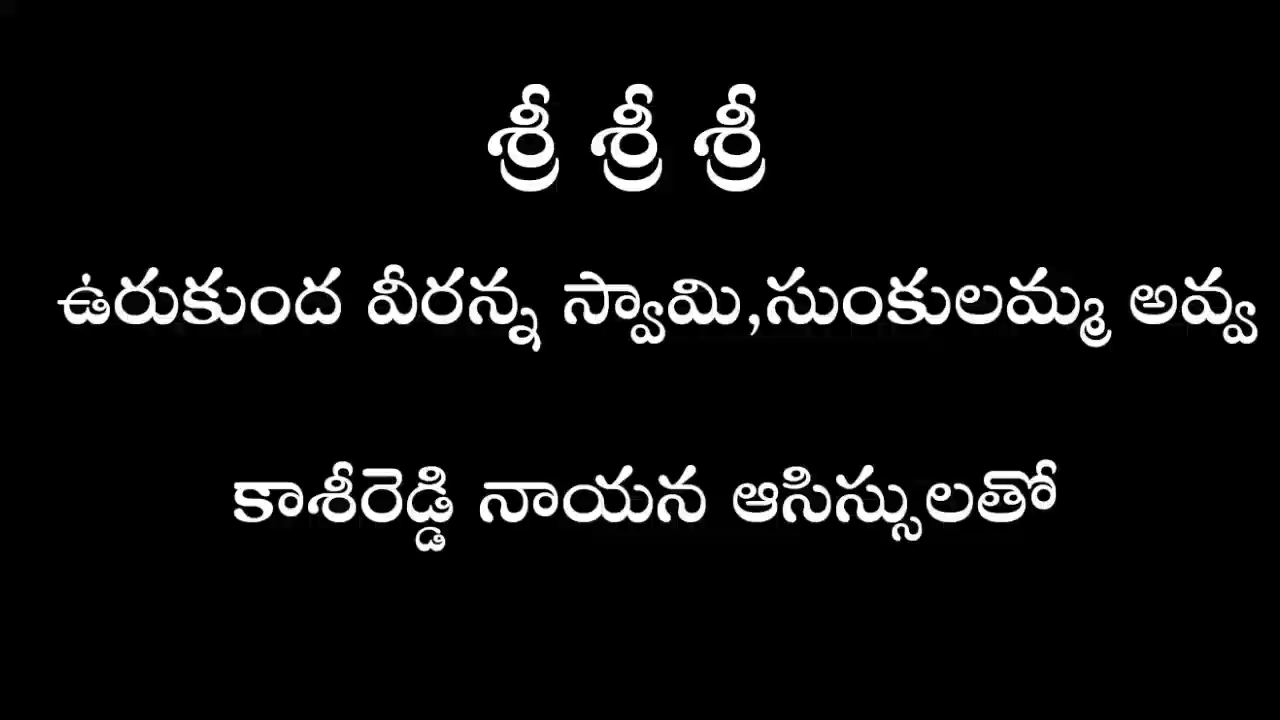 శ్రీ శ్రీ శ్రీ
ఉరుకుంద వీరన్న స్వామి,సుంకులమ్మ అవ్వ
కాశీరెడ్డి నాయన ఆసిస్సులతో